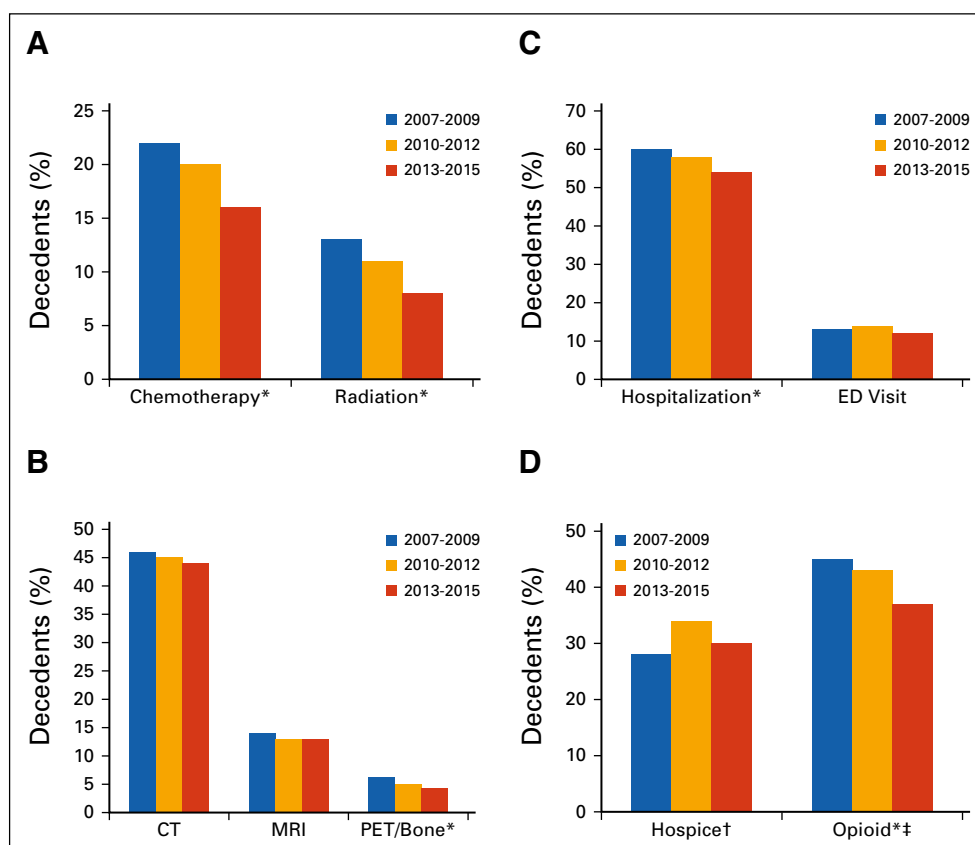 A
Decedents (%)
25
20
15
10
5
0
2007-2009
2010-2012
2013-2015
Chemotherapy*
Radiation*
C
Decedents (%)
70
60
50
40
30
20
10
0
2007-2009
2010-2012
2013-2015
Hospitalization*
ED Visit
B
Decedents (%)
50
45
40
35
30
25
20
15
10
5
0
2007-2009
2010-2012
2013-2015
CT
MRI
PET/Bone*
D
Decedents (%)
50
40
30
20
10
0
2007-2009
2010-2012
2013-2015
Hospice†
Opioid*‡